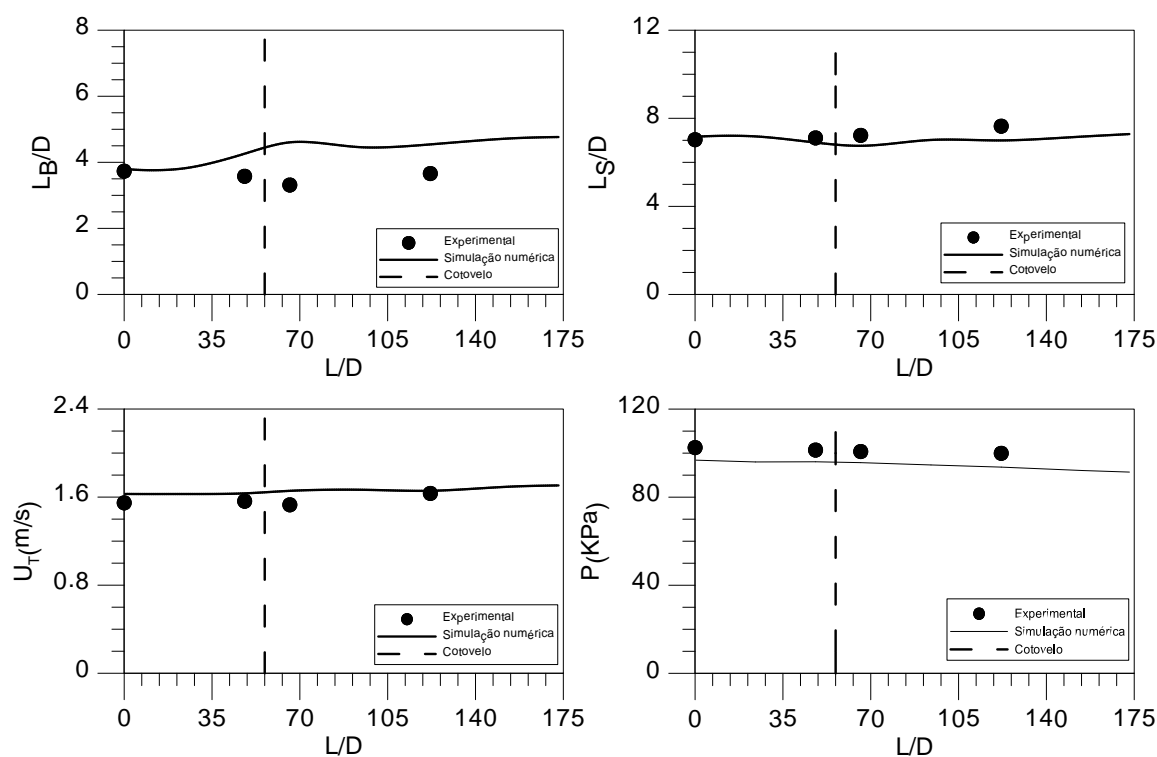 8
6
4
2
0
L_B/D
Experimental
Simulação numérica
Cotovelo
0 35 70 105 140 175
L/D
12
8
4
0
L_S/D
Experimental
Simulação numérica
Cotovelo
0 35 70 105 140 175
L/D
2.4
1.6
0.8
0
U_T(m/s)
Experimental
Simulação numérica
Cotovelo
0 35 70 105 140 175
L/D
120
80
40
0
P(KPa)
Experimental
Simulação numérica
Cotovelo
0 35 70 105 140 175
L/D